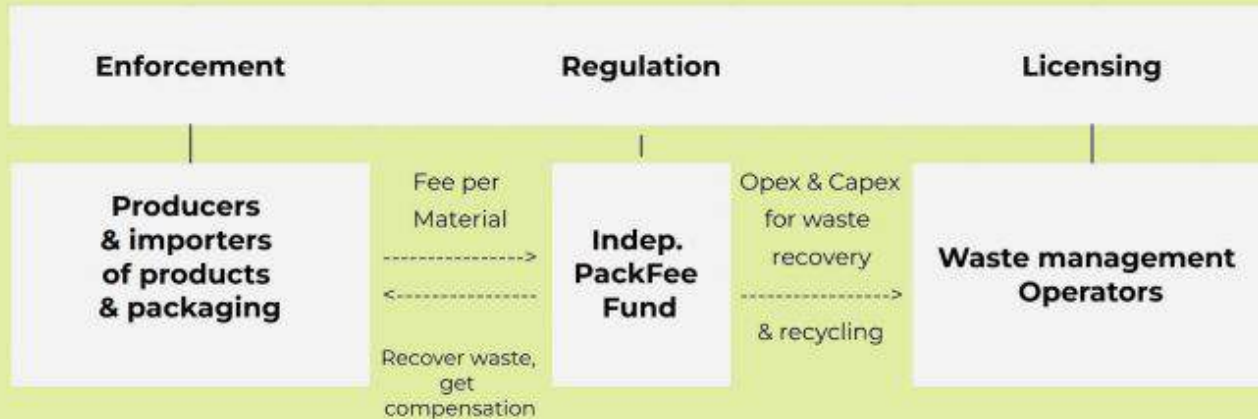 Enforcement
Regulation
Licensing
Producers
& importers
of products
& packaging
Fee per
Material
Recover waste,
get
compensation
Indep.
PackFee
Fund
Opex & Capex
for waste
recovery
& recycling
Waste management
Operators